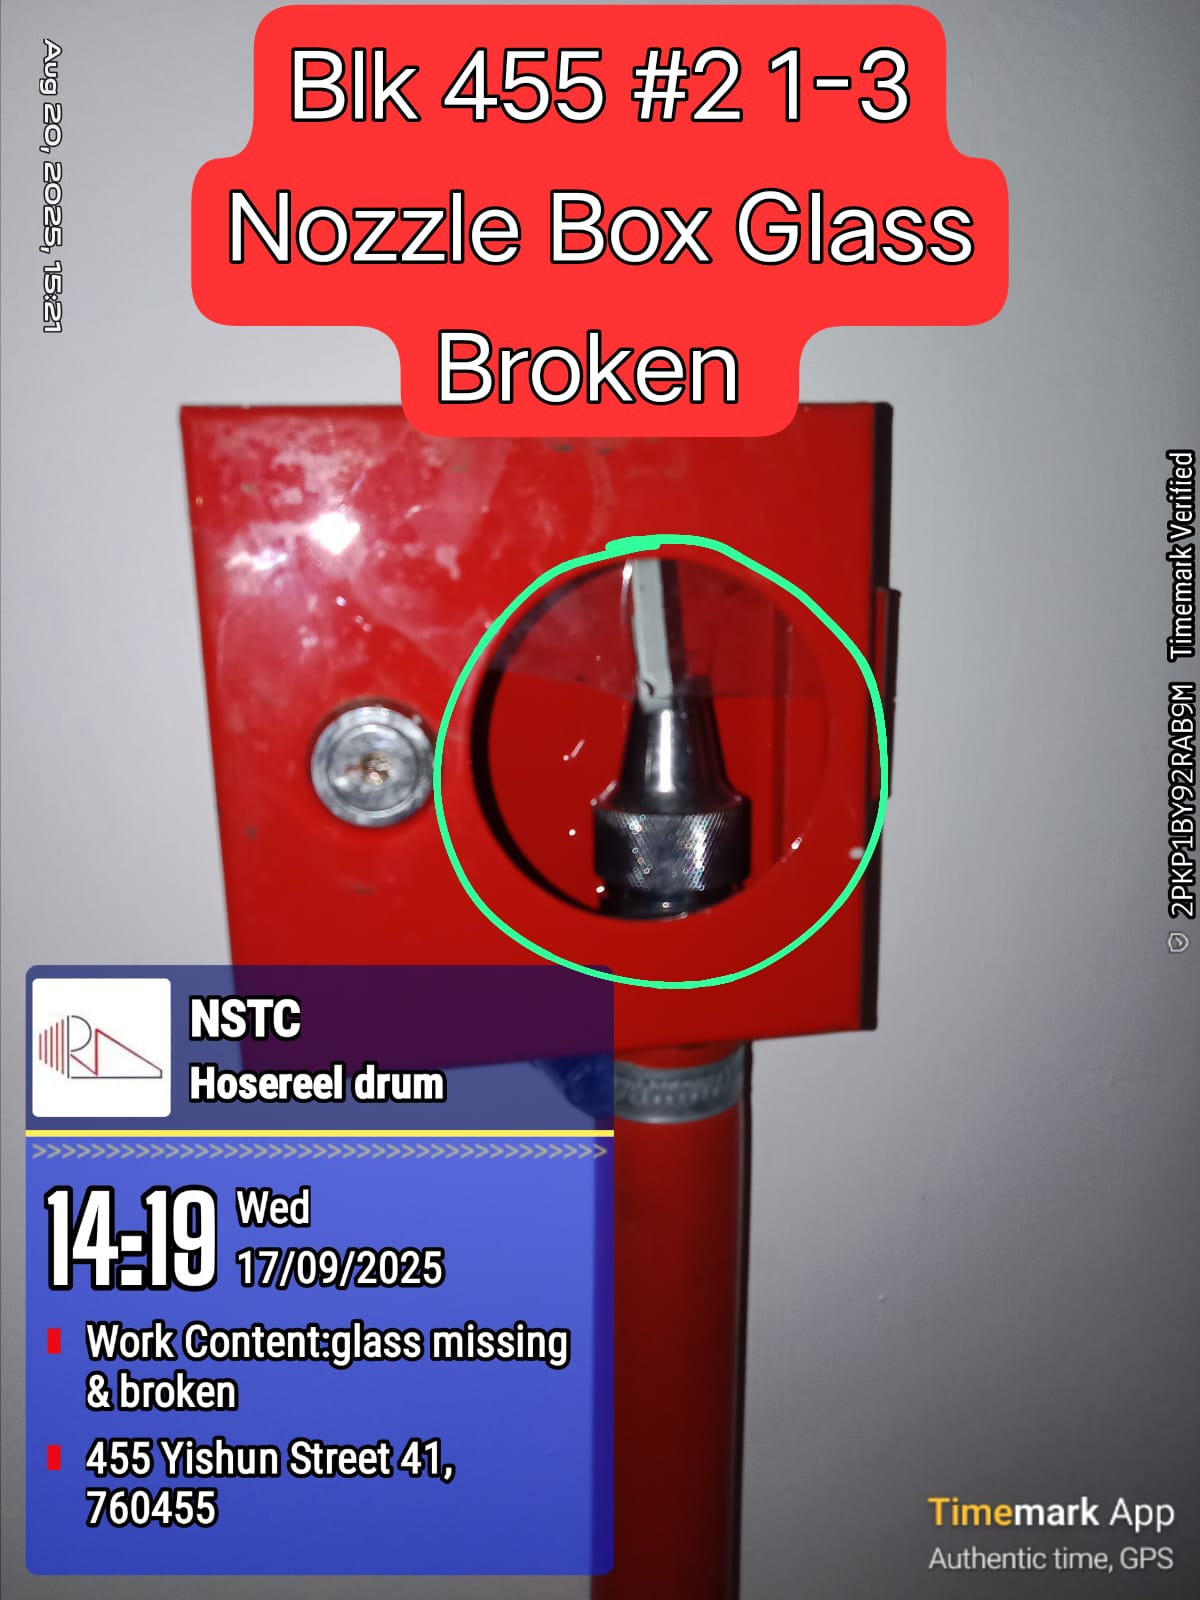 Blk 455 #2 1-3
Nozzle Box Glass
Broken
Aug 20, 2025, 15:21
2PKP1BY92RAB9M Timemark Verified
NSTC
Hosereel drum
>>>>>>>>>>>>>>>>>>>>>>>>>>>>>>>>>>>>>>>
14:19
Wed
17/09/2025
Work Content:glass missing
& broken
455 Yishun Street 41,
760455
Timemark App
Authentic time, GPS